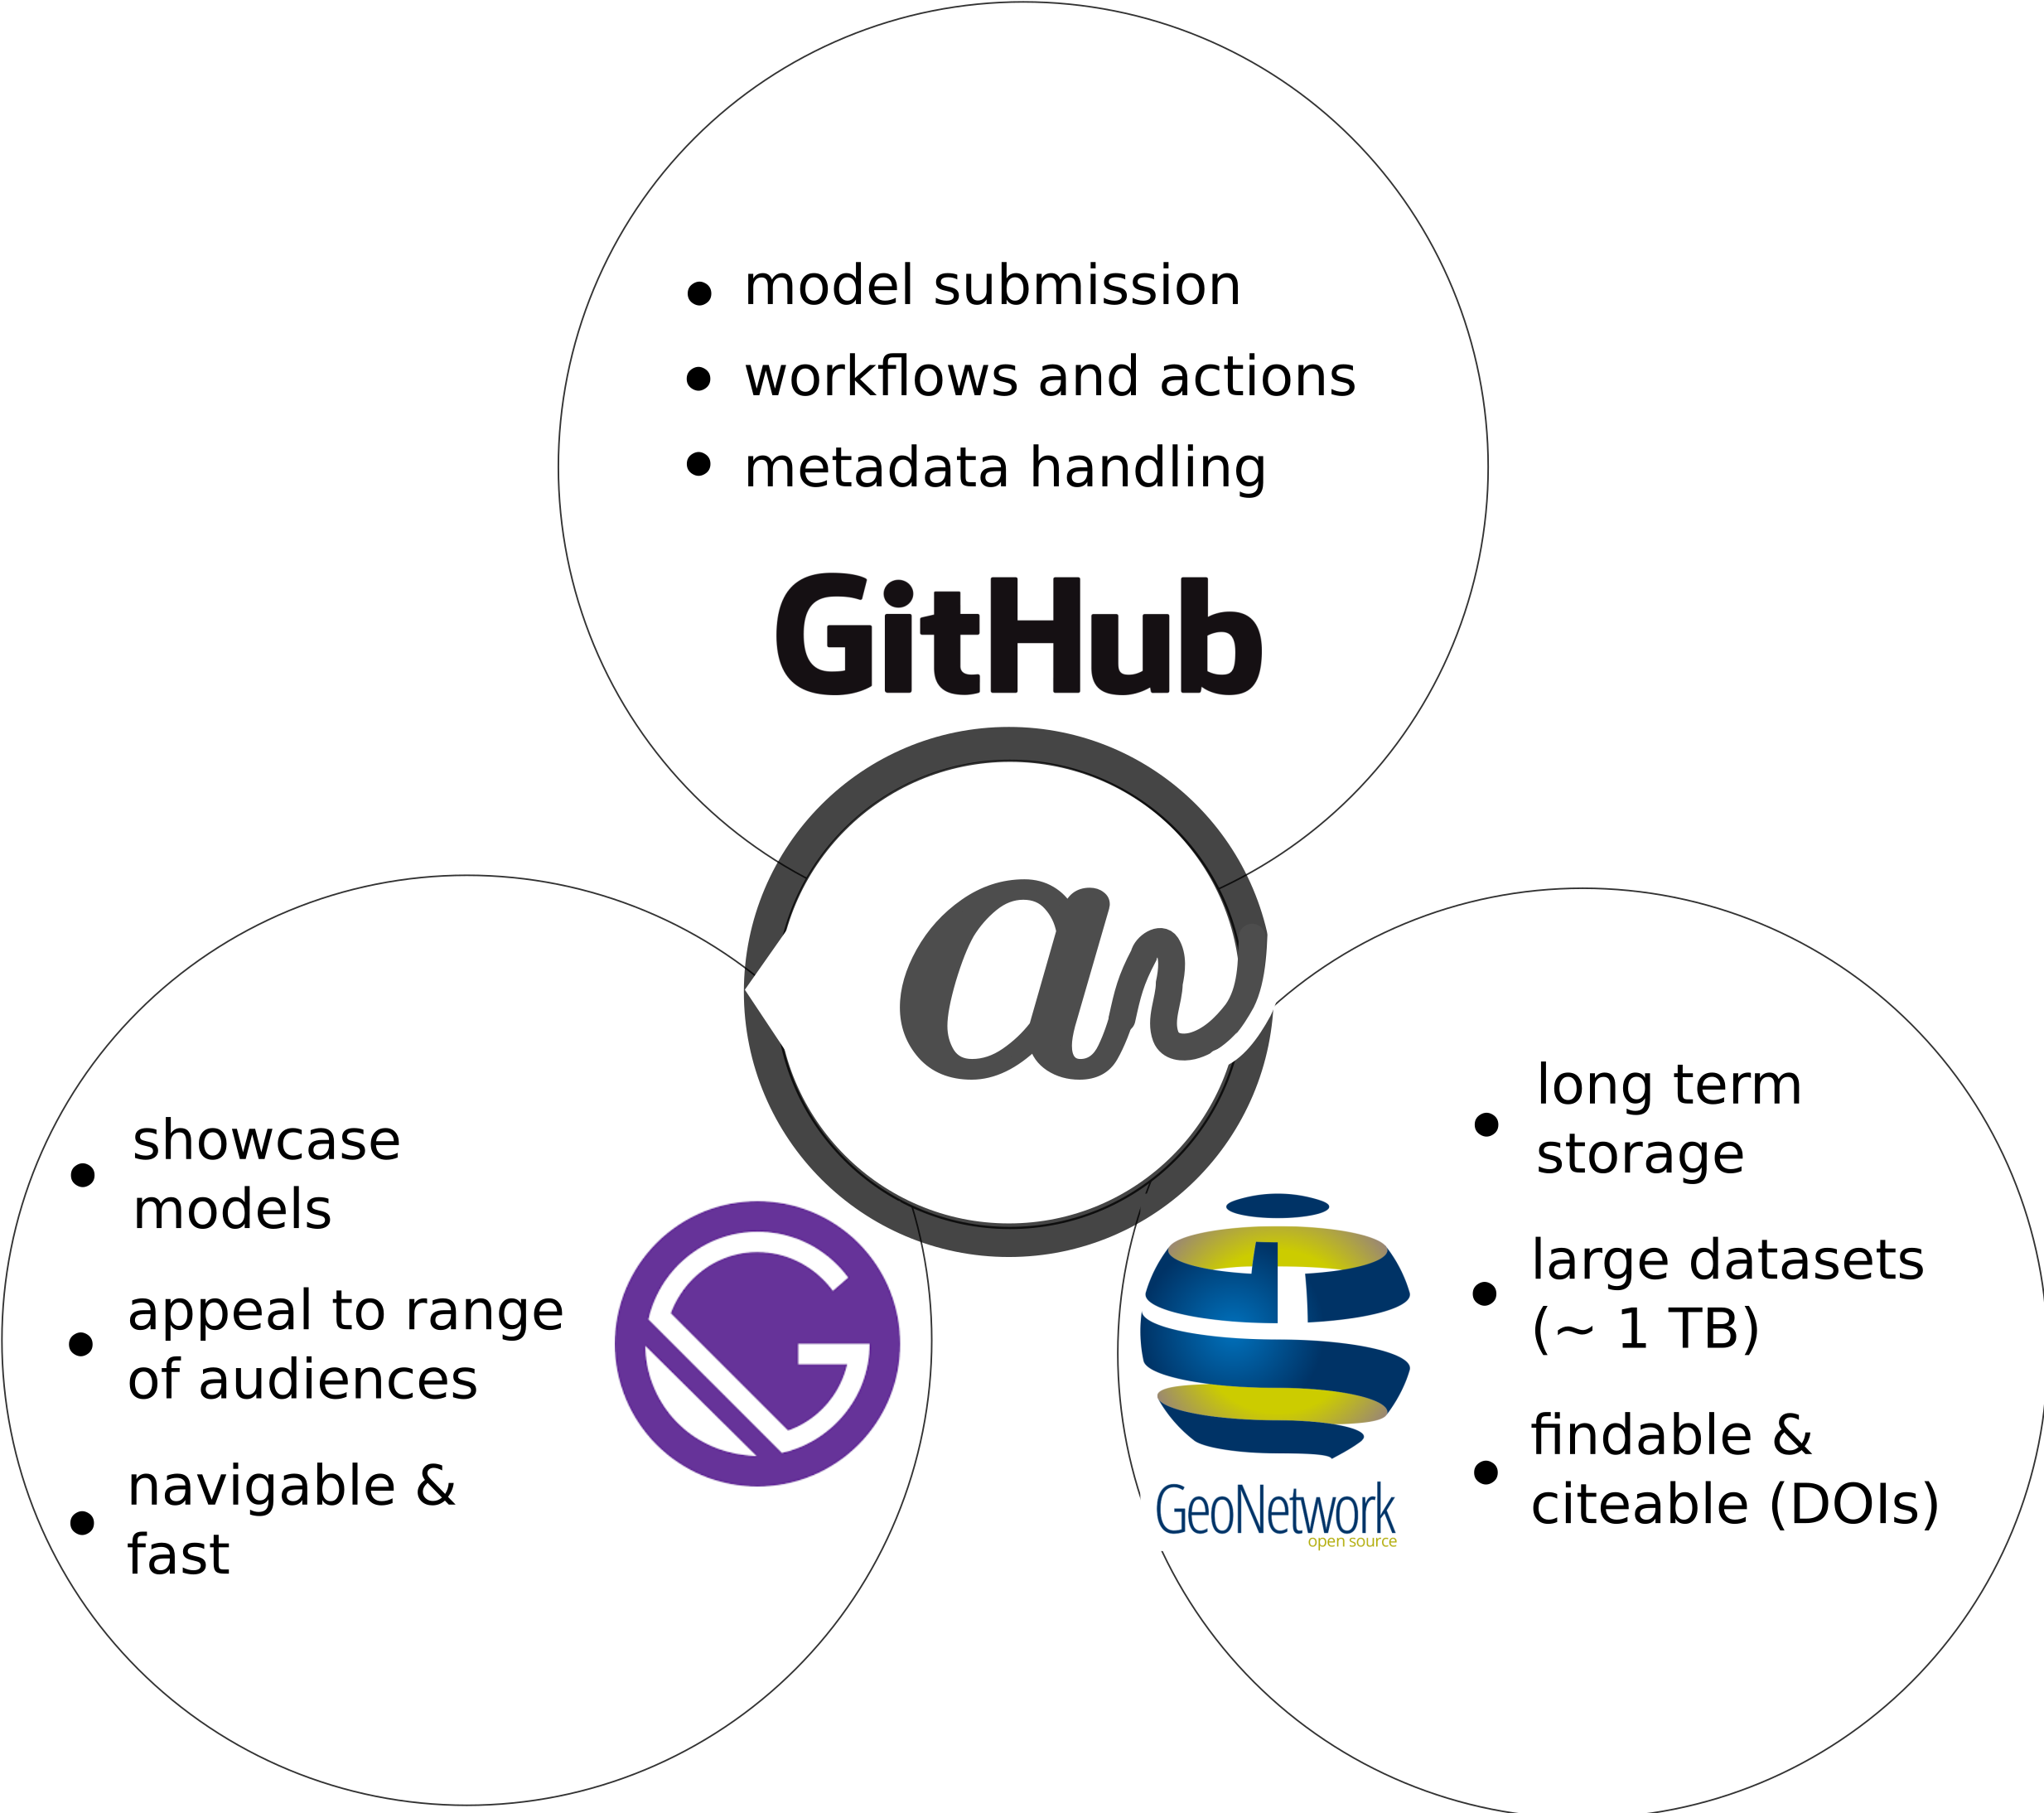 model submission
workflows and actions
metadata handling
GitHub
an
showcase
models
appeal to range
of audiences
navigable &
fast
G
long term
storage
large datasets
(~ 1 TB)
findable &
citeable (DOIs)
GeoNetwork
open source